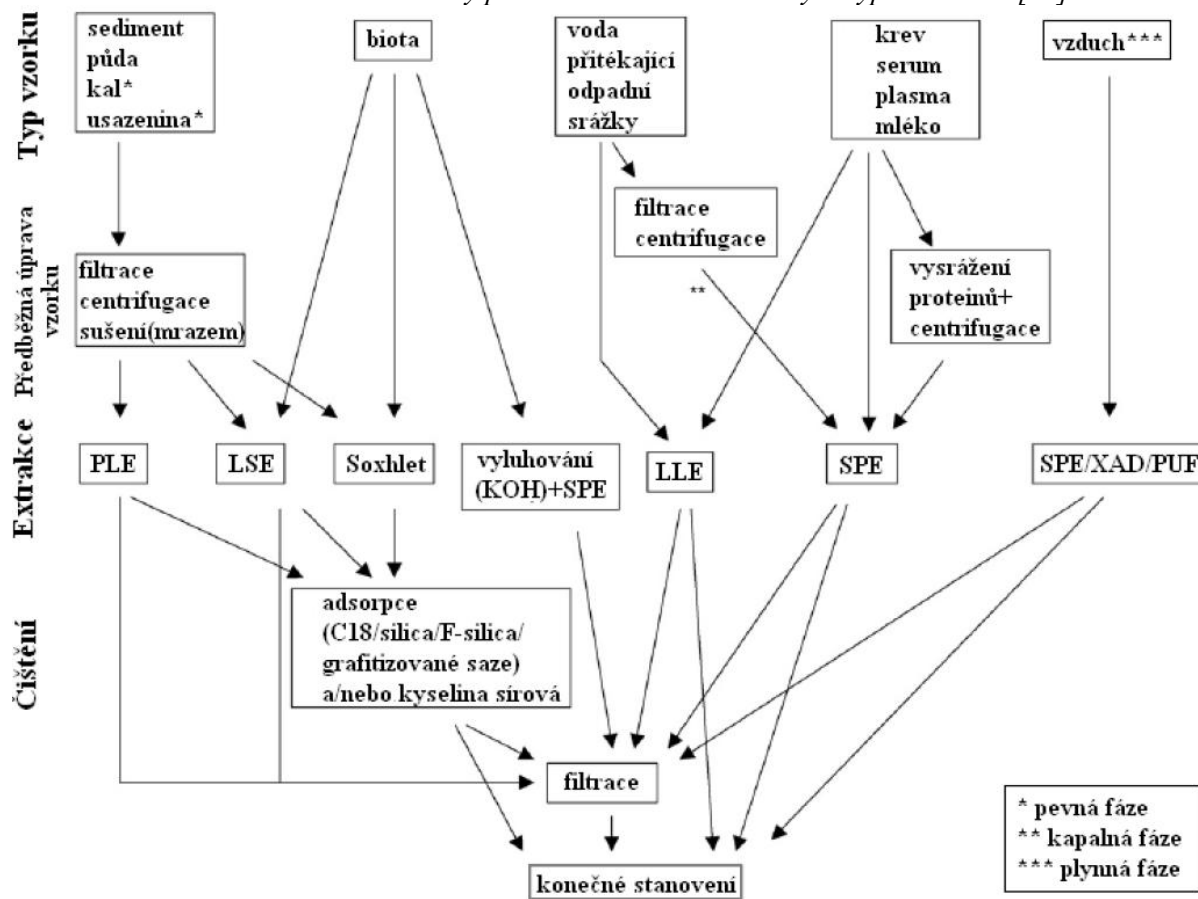 Typ vzorku
sediment
půda
kal*
usazenina*
biota
voda
přitékající
odpadní
srážky
krev
serum
plasma
mléko
vzduch***
Předběžná úprava
vzorku
filtrace
centrifugace
sušení(mrazem)
filtrace
centrifugace
**
vysrážení
proteinů+
centrifugace
Extrakce
PLE
LSE
Soxhlet
vyluhování
(KOH)+SPE
LLE
SPE
SPE/XAD/PUF
Čištění
adsorpce
(C18/silica/F-silica/
grafitizované saze)
a/nebo kyselina sírová
filtrace
konečné stanovení
* pevná fáze
** kapalná fáze
*** plynná fáze